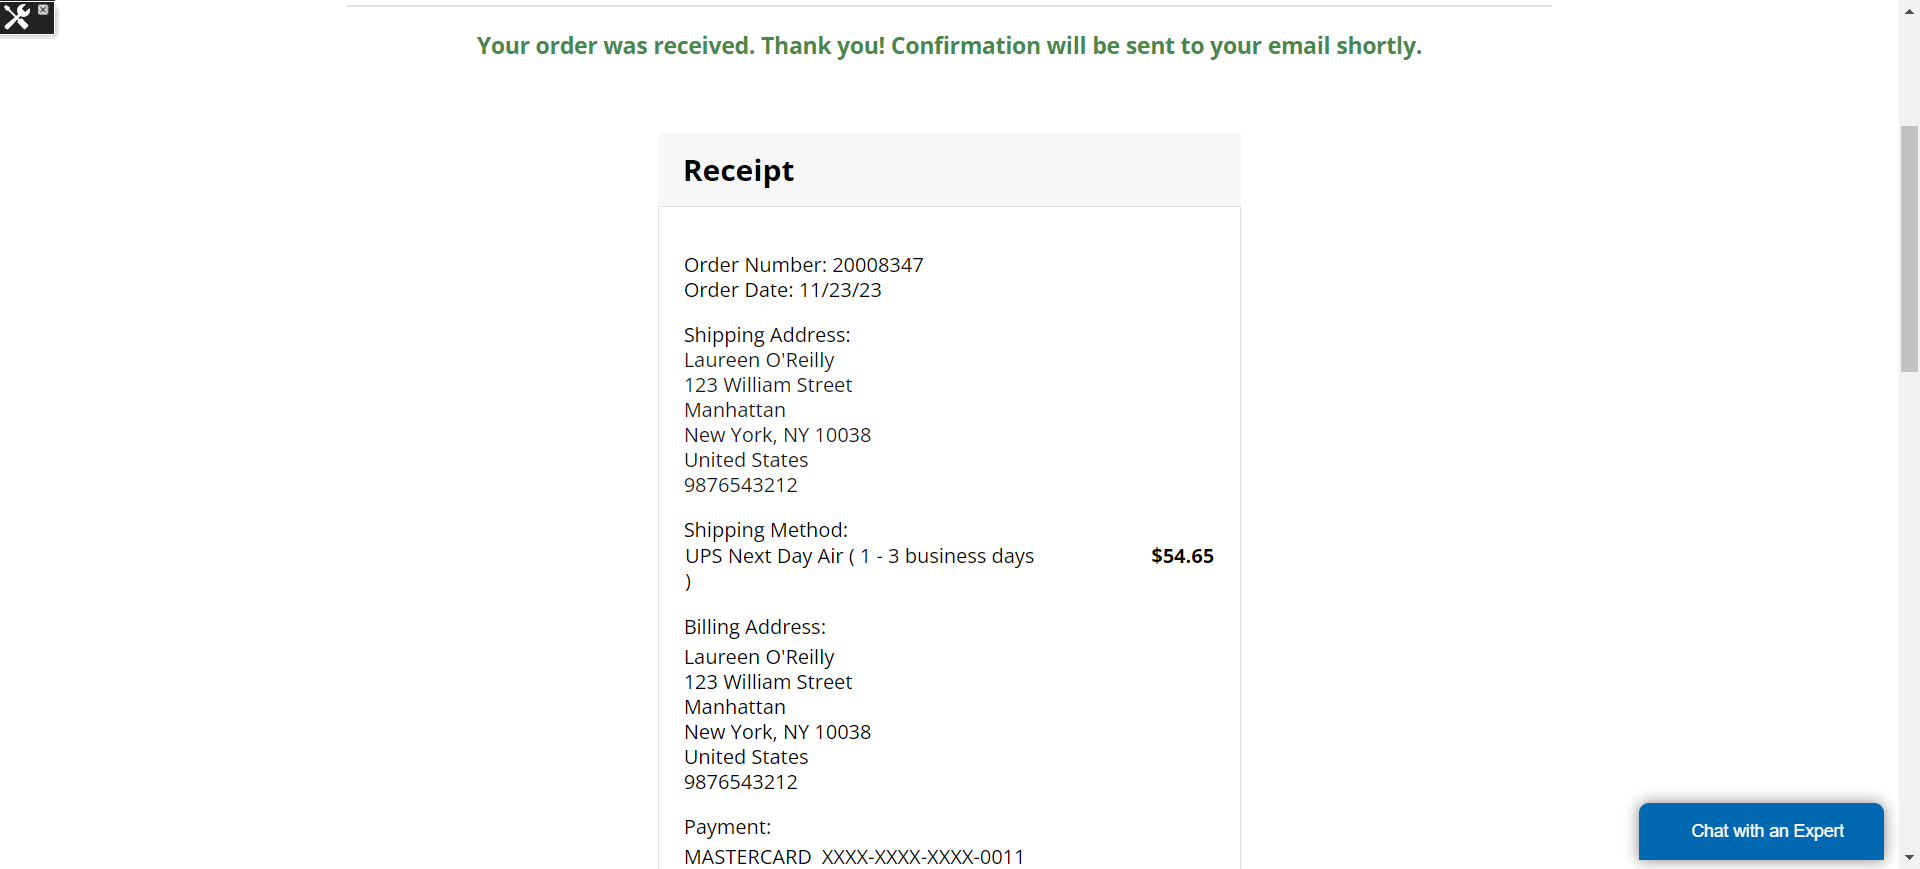 Your order was received. Thank you! Confirmation will be sent to your email shortly.
Receipt
Order Number: 20008347
Order Date: 11/23/23
Shipping Address:
Laureen O'Reilly
123 William Street
Manhattan
New York, NY 10038
United States
9876543212
Shipping Method:
UPS Next Day Air ( 1 - 3 business days $54.65
)
Billing Address:
Laureen O'Reilly
123 William Street
Manhattan
New York, NY 10038
United States
9876543212
Payment:
MASTERCARD XXXX-XXXX-XXXX-0011
Chat with an Expert